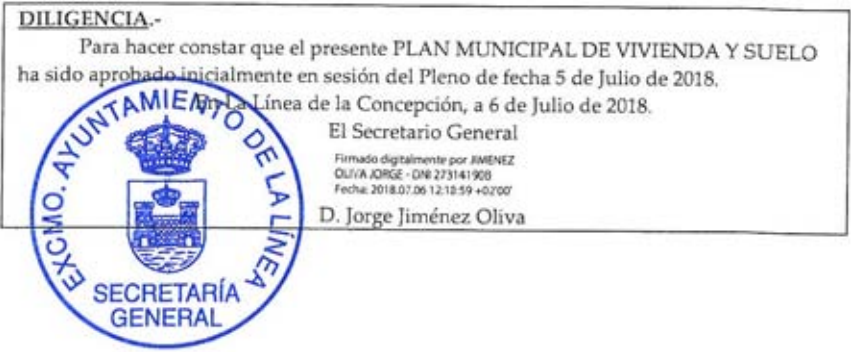 DILIGENCIA.-
Para hacer constar que el presente PLAN MUNICIPAL DE VIVIENDA Y SUELO
ha sido aprobado inicialmente en sesión del Pleno de fecha 5 de Julio de 2018.
En La Línea de la Concepción, a 6 de Julio de 2018.
El Secretario General
Firmado digitalmente por JIMENEZ
OLIVA JORGE - DNI 27314190B
Fecha: 2018.07.06 12:18:59 +02'00'
D. Jorge Jiménez Oliva
EXCMO. AYUNTAMIENTO DE LA LÍNEA
SECRETARÍA
GENERAL